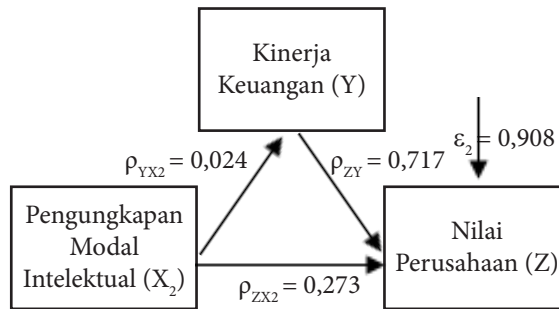 Kinerja
Keuangan (Y)
ε₂ = 0,908
ρYX2 = 0,024
ρZY = 0,717
Pengungkapan
Modal
Intelektual (X₂)
Nilai
Perusahaan (Z)
ρZX2 = 0,273